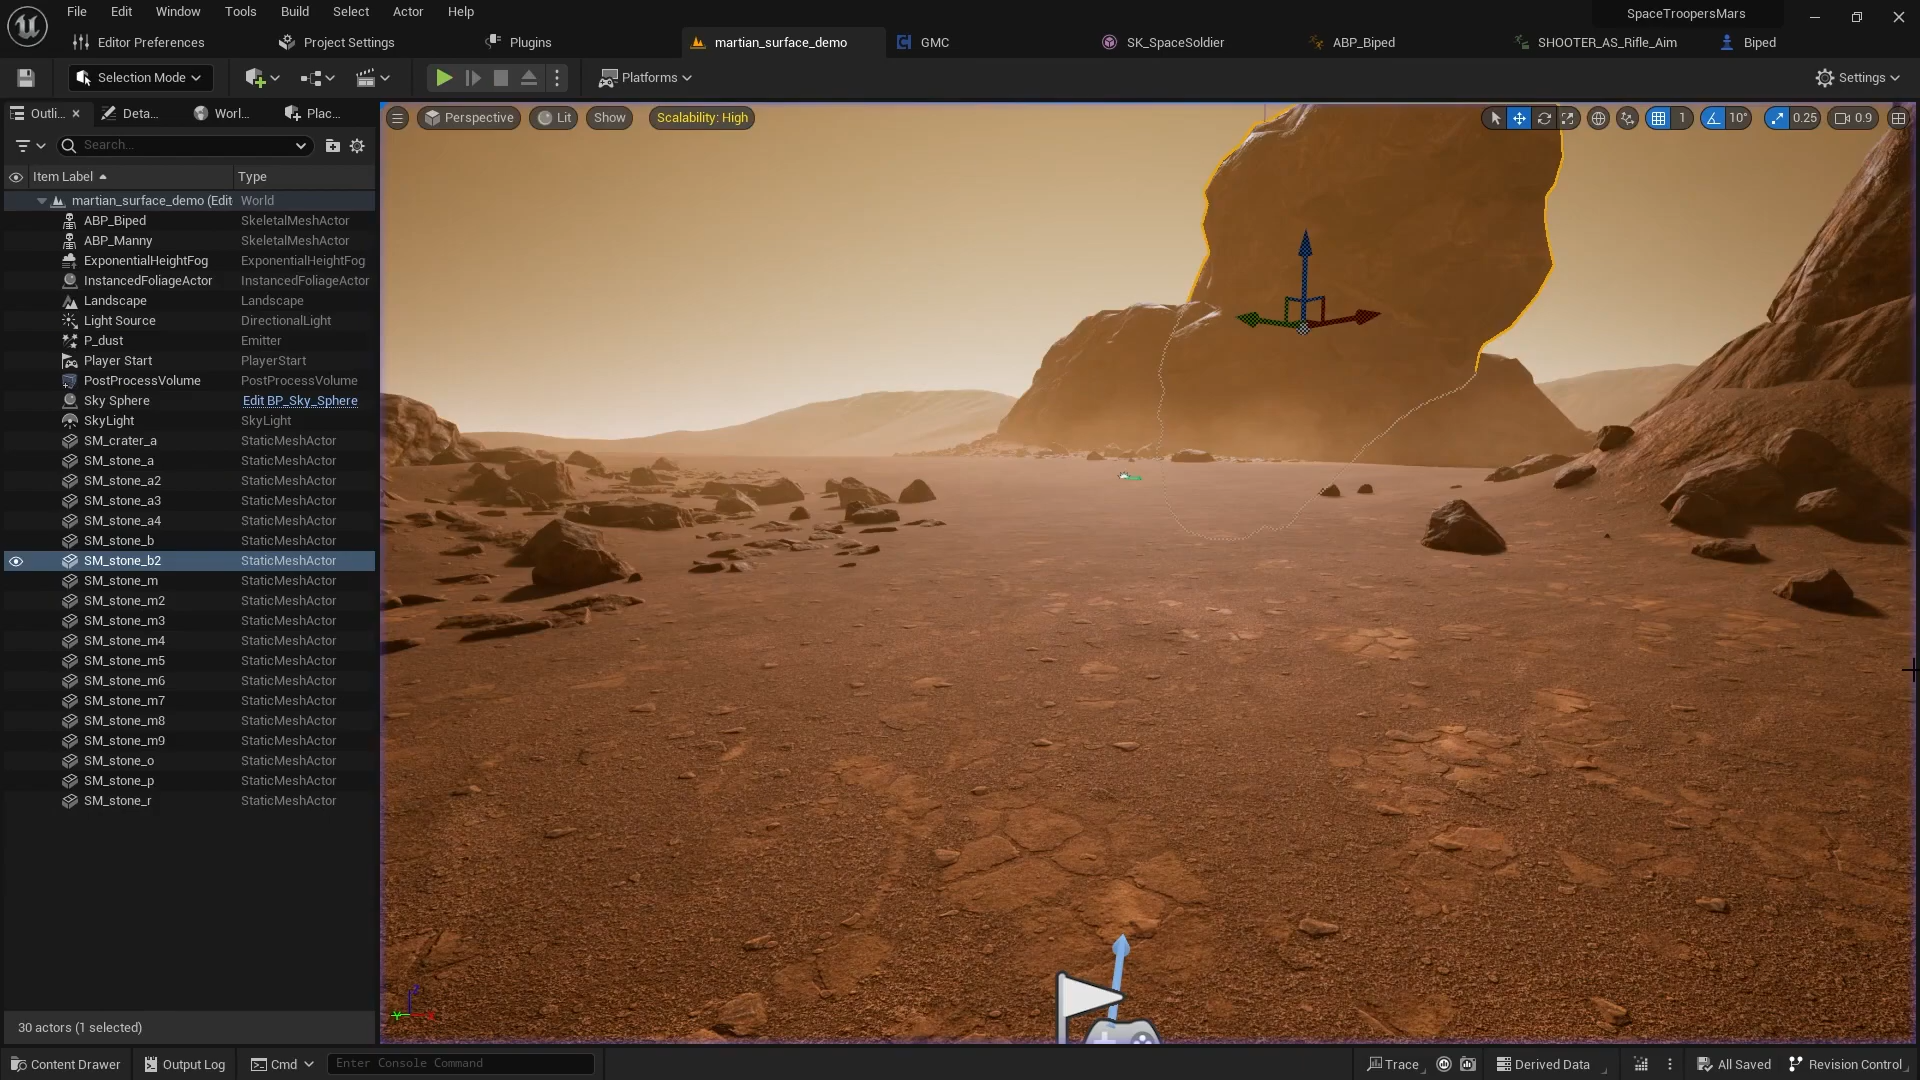 File Edit Window Tools Build Select Actor Help
SpaceTroopersMars
Editor Preferences Project Settings Plugins martian_surface_demo GMC SK_SpaceSoldier ABP_Biped SHOOTER_AS_Rifle_Aim Biped
Selection Mode Platforms Settings
Outli... Deta... Worl... Plac...
Perspective Lit Show Scalability: High 1 10° 0.25 0.9
Search...
Item Label Type
martian_surface_demo (Edit World
ABP_Biped SkeletalMeshActor
ABP_Manny SkeletalMeshActor
ExponentialHeightFog ExponentialHeightFog
InstancedFoliageActor InstancedFoliageActor
Landscape Landscape
Light Source DirectionalLight
P_dust Emitter
Player Start PlayerStart
PostProcessVolume PostProcessVolume
Sky Sphere Edit BP_Sky_Sphere
SkyLight SkyLight
SM_crater_a StaticMeshActor
SM_stone_a StaticMeshActor
SM_stone_a2 StaticMeshActor
SM_stone_a3 StaticMeshActor
SM_stone_a4 StaticMeshActor
SM_stone_b StaticMeshActor
SM_stone_b2 StaticMeshActor
SM_stone_m StaticMeshActor
SM_stone_m2 StaticMeshActor
SM_stone_m3 StaticMeshActor
SM_stone_m4 StaticMeshActor
SM_stone_m5 StaticMeshActor
SM_stone_m6 StaticMeshActor
SM_stone_m7 StaticMeshActor
SM_stone_m8 StaticMeshActor
SM_stone_m9 StaticMeshActor
SM_stone_o StaticMeshActor
SM_stone_p StaticMeshActor
SM_stone_r StaticMeshActor
30 actors (1 selected)
Content Drawer Output Log Cmd Enter Console Command Trace Derived Data All Saved Revision Control